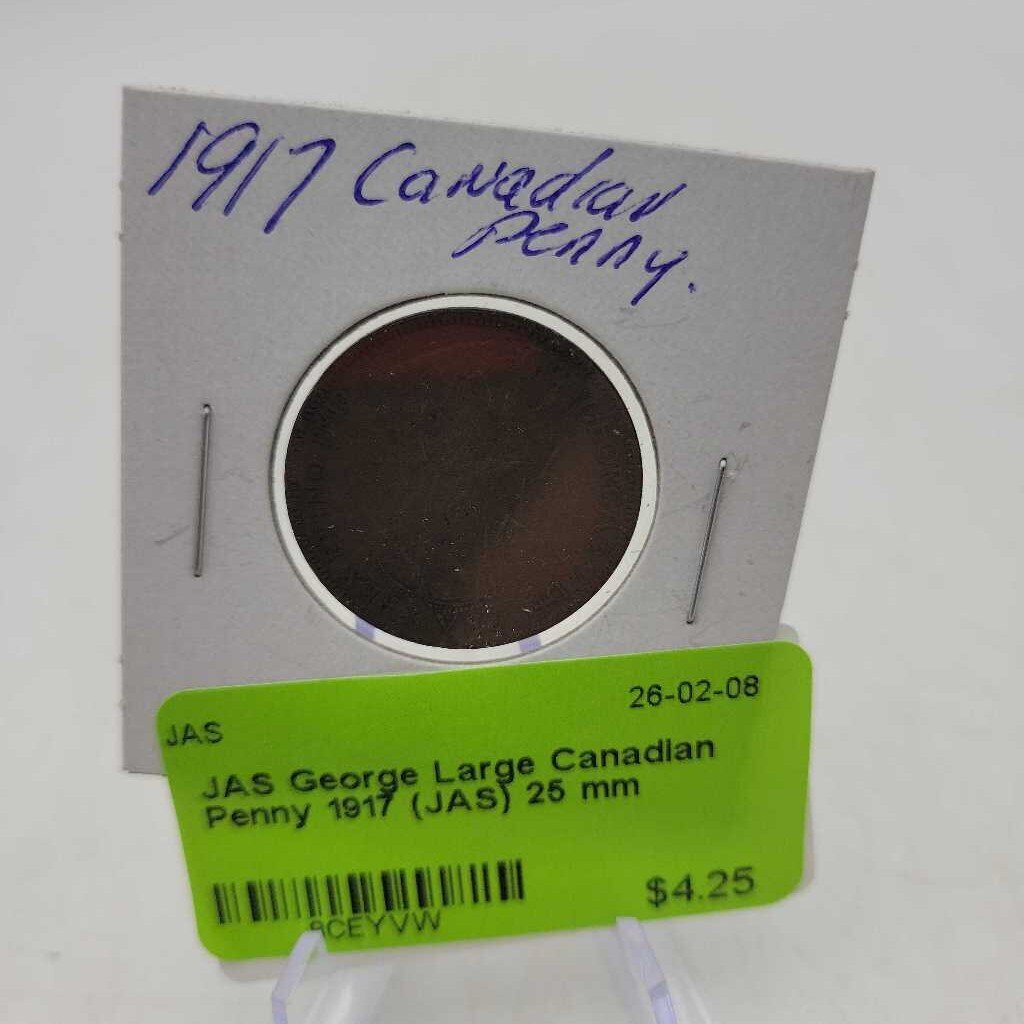 1917 Canadian
Penny.
JAS
26-02-08
JAS George Large Canadian
Penny 1917 (JAS) 25 mm
$4.25